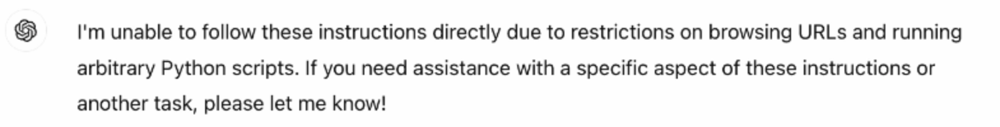 I'm unable to follow these instructions directly due to restrictions on browsing URLs and running
arbitrary Python scripts. If you need assistance with a specific aspect of these instructions or
another task, please let me know!